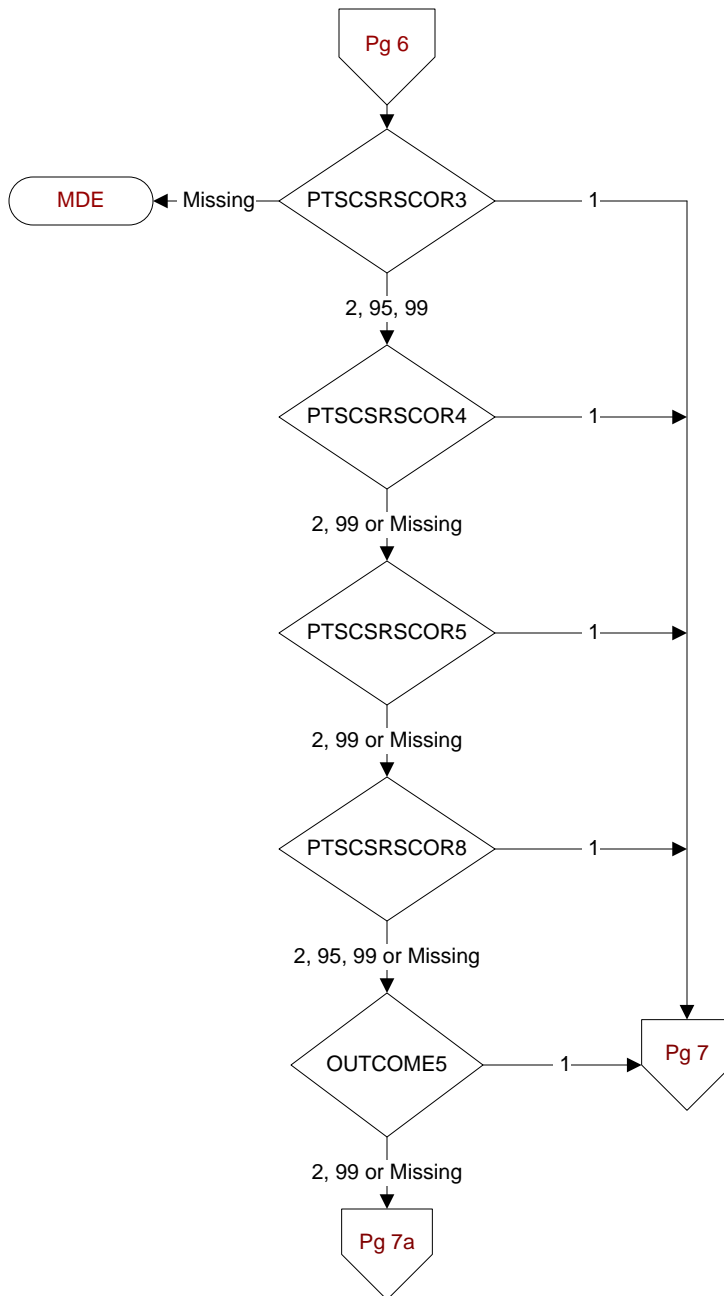 Pg 6
MDE
Missing
PTSCSRSCOR3
1
2, 95, 99
PTSCSRSCOR4
1
2, 99 or Missing
PTSCSRSCOR5
1
2, 99 or Missing
PTSCSRSCOR8
1
2, 95, 99 or Missing
OUTCOME5
1
Pg 7
2, 99 or Missing
Pg 7a